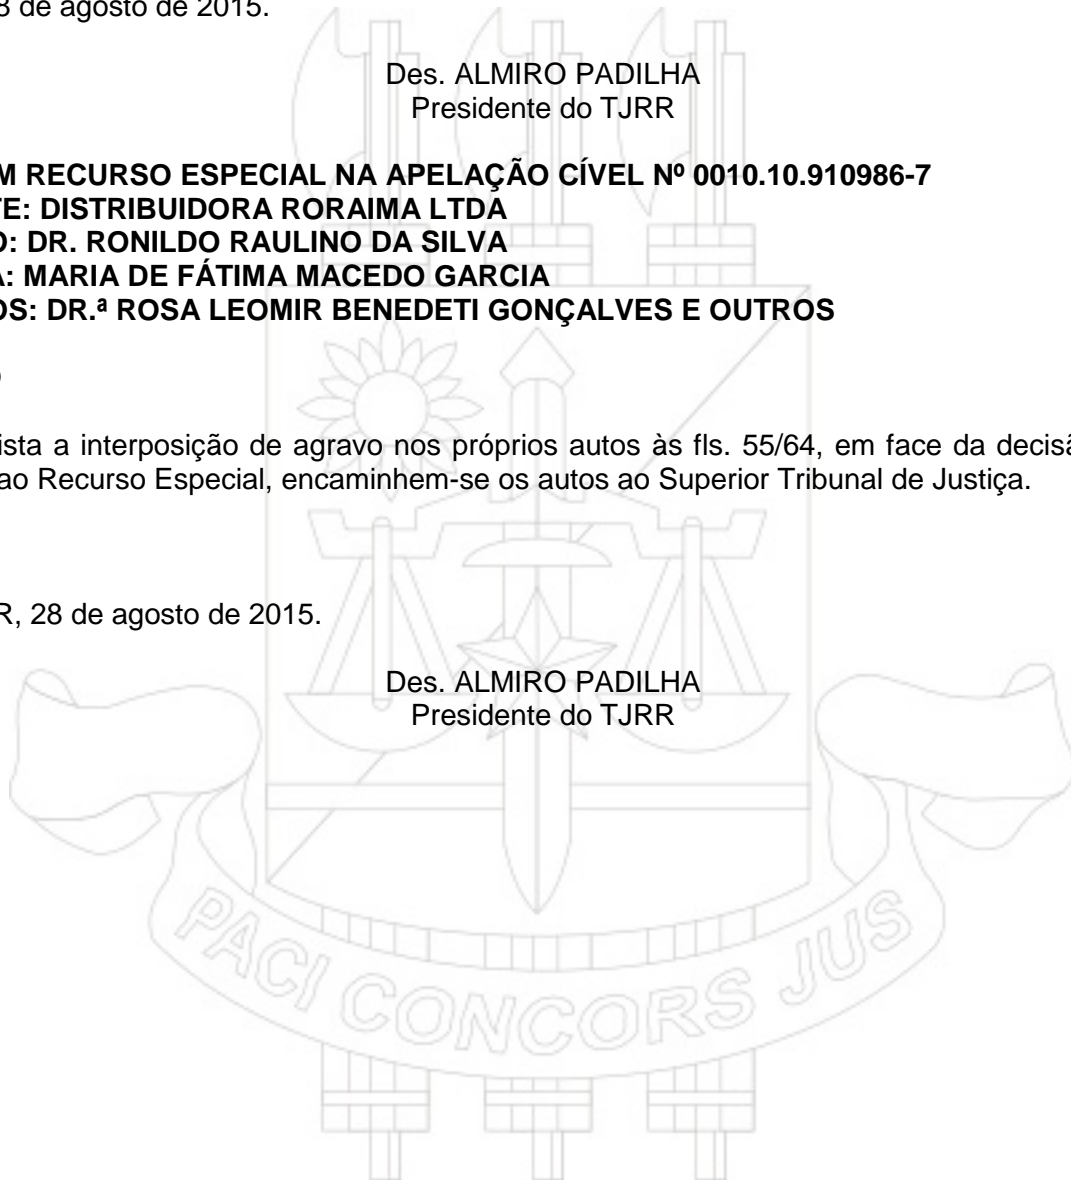 8 de agosto de 2015.
Des. ALMIRO PADILHA
Presidente do TJRR
M RECURSO ESPECIAL NA APELAÇÃO CÍVEL Nº 0010.10.910986-7
TE: DISTRIBUIDORA RORAIMA LTDA
O: DR. RONILDO RAULINO DA SILVA
A: MARIA DE FÁTIMA MACEDO GARCIA
OS: DR.ª ROSA LEOMIR BENEDETI GONÇALVES E OUTROS
ista a interposição de agravo nos próprios autos às fls. 55/64, em face da decisã
ao Recurso Especial, encaminhem-se os autos ao Superior Tribunal de Justiça.
R, 28 de agosto de 2015.
Des. ALMIRO PADILHA
Presidente do TJRR
PACI CONCORS JUS